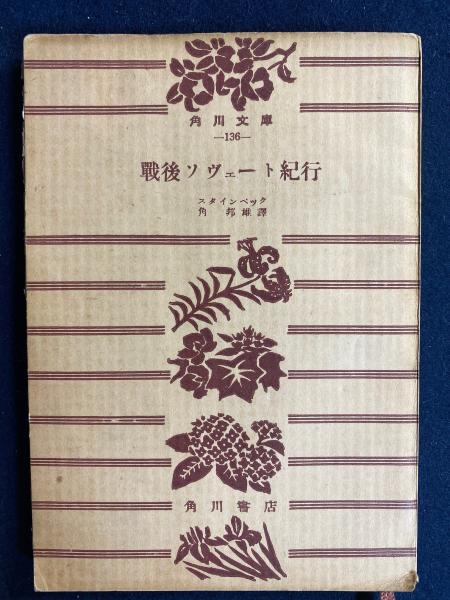 角川文庫
—136—
戰後ソヴェート紀行
スタインベック
角邦雄譯
角川書店